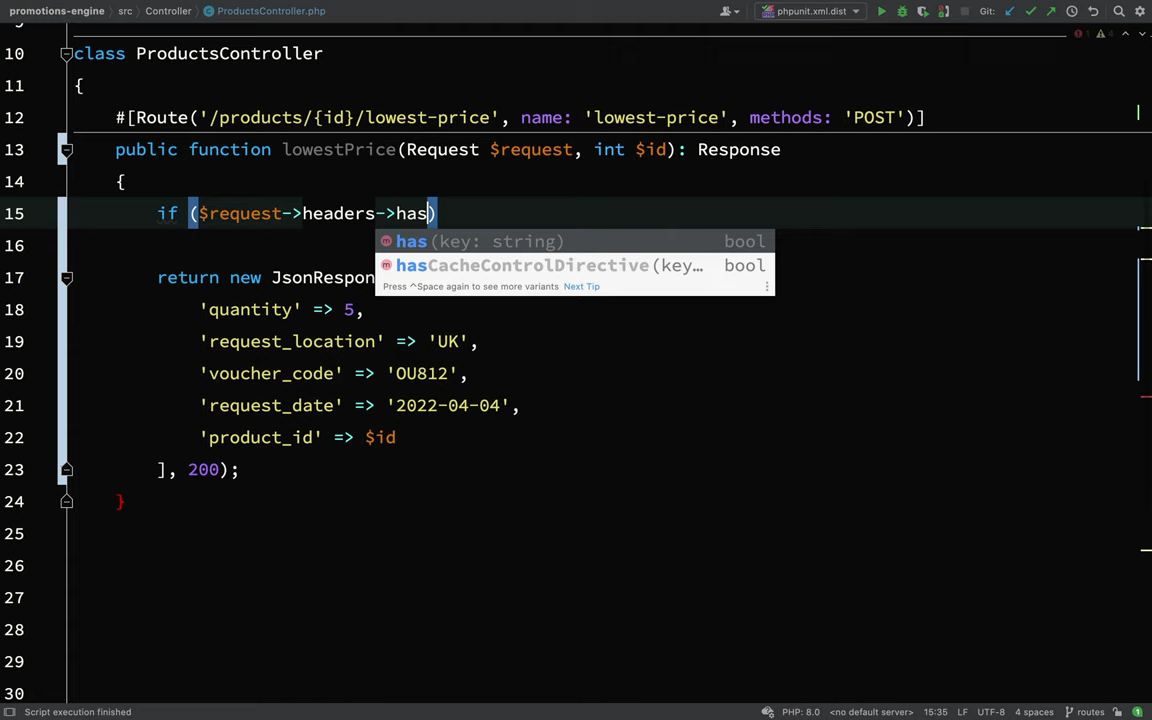 promotions-engine src Controller ProductsController.php phpunit.xml.dist Git:
1 4
10 class ProductsController
11 {
12 #[Route('/products/{id}/lowest-price', name: 'lowest-price', methods: 'POST')]
13 public function lowestPrice(Request $request, int $id): Response
14 {
15 if ($request->headers->has)
has(key: string) bool
16
hasCacheControlDirective(key… bool
17 return new JsonRespon
Press ^Space again to see more variants Next Tip
18 'quantity' => 5,
19 'request_location' => 'UK',
20 'voucher_code' => 'OU812',
21 'request_date' => '2022-04-04',
22 'product_id' => $id
23 ], 200);
24 }
25
26
27
28
29
30
Script execution finished PHP: 8.0 <no default server> 15:35 LF UTF-8 4 spaces routes 1